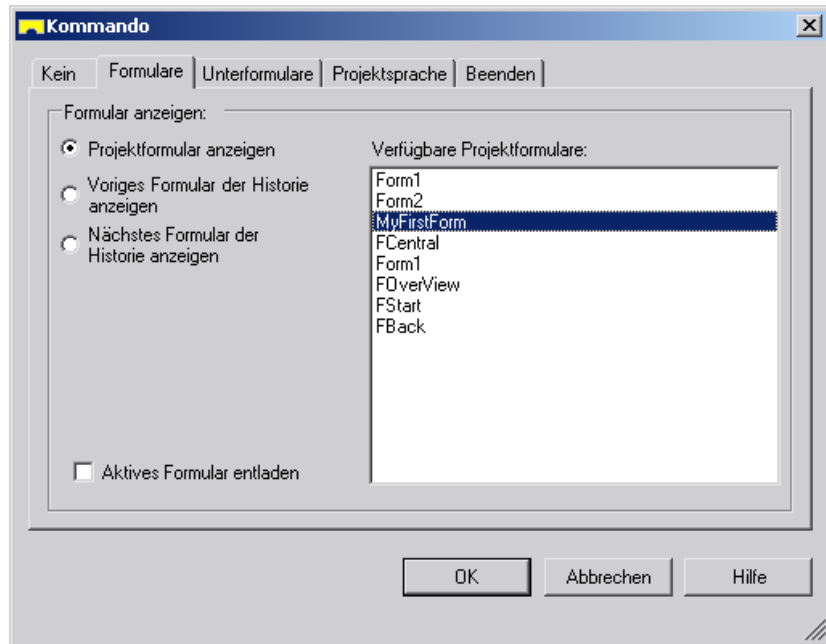 Kommando
Kein Formulare Unterformulare Projektsprache Beenden
Formular anzeigen:
Projektformular anzeigen
Voriges Formular der Historie
anzeigen
Nächstes Formular der
Historie anzeigen
Aktives Formular entladen
Verfügbare Projektformulare:
Form1
Form2
MyFirstForm
FCentral
Form1
FOverView
FStart
FBack
OK Abbrechen Hilfe